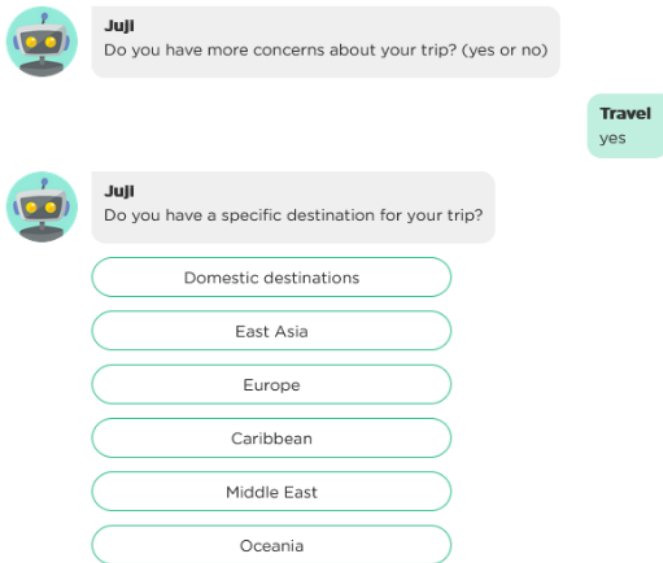 Juji
Do you have more concerns about your trip? (yes or no)
Travel
yes
Juji
Do you have a specific destination for your trip?
Domestic destinations
East Asia
Europe
Caribbean
Middle East
Oceania